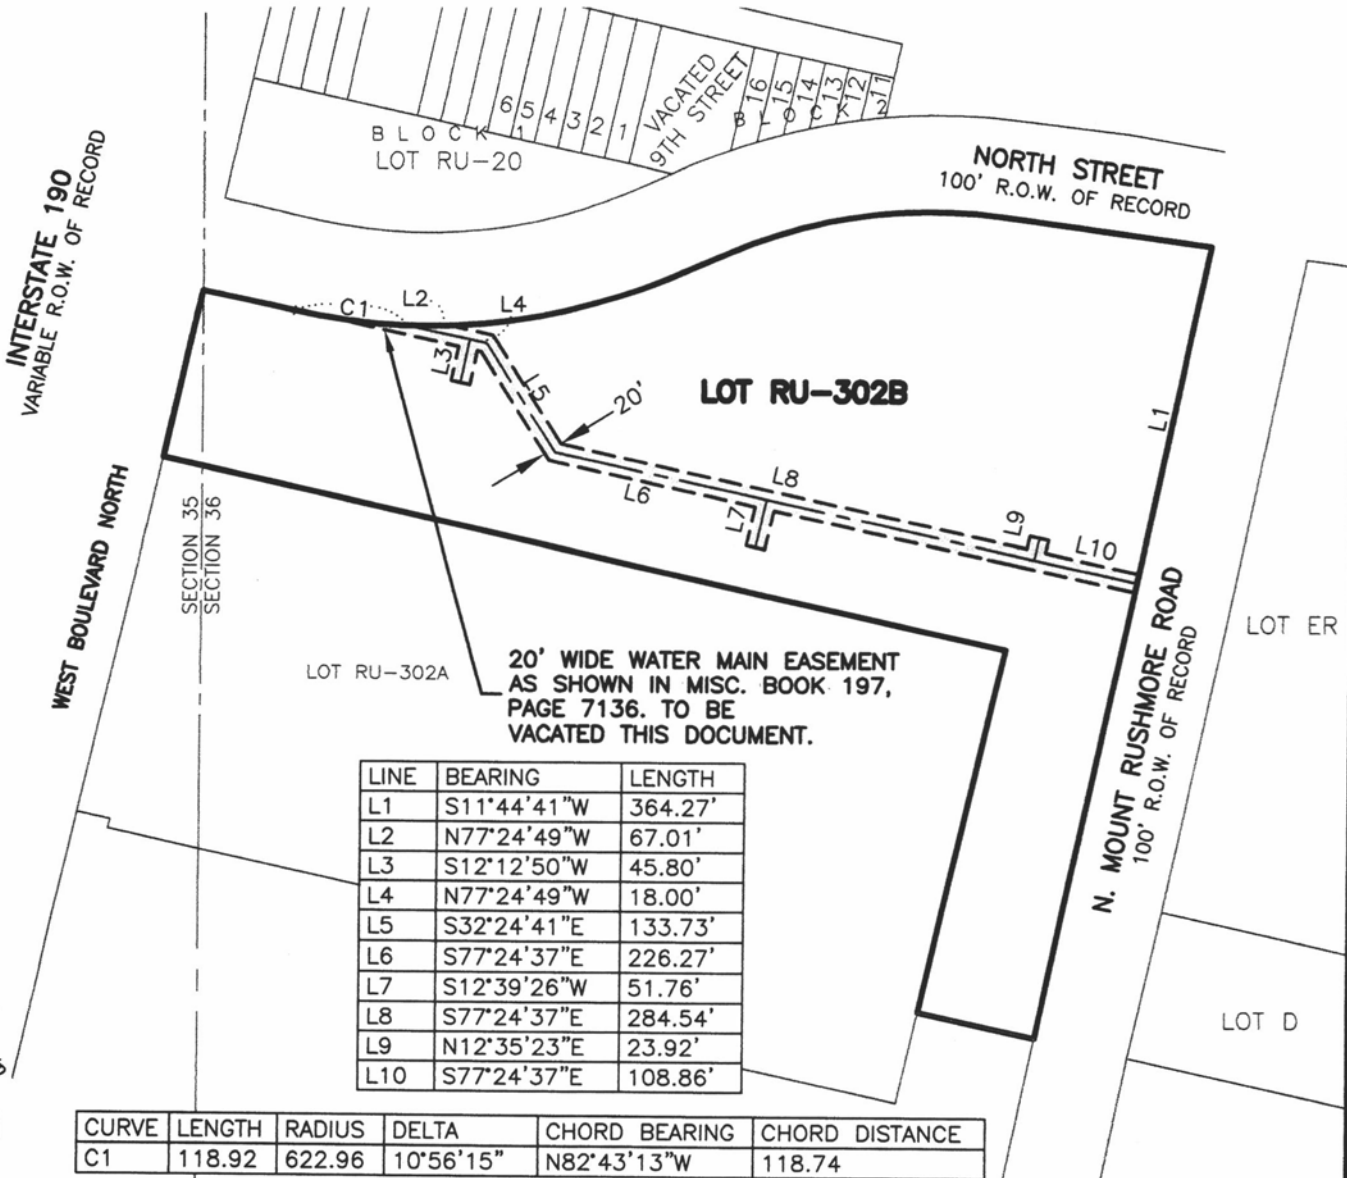 VACATED
9TH STREET
6 5 4 3 2 1
16 15 14 13 12 11
BLOCK 1
BLOCK 2
LOT RU-20
NORTH STREET
100' R.O.W. OF RECORD
INTERSTATE 190
VARIABLE R.O.W. OF RECORD
C1
L2
L4
L3
L5
20'
LOT RU-302B
L1
L8
L6
L7
L9
L10
WEST BOULEVARD NORTH
SECTION 35
SECTION 36
LOT RU-302A
20' WIDE WATER MAIN EASEMENT
AS SHOWN IN MISC. BOOK 197,
PAGE 7136. TO BE
VACATED THIS DOCUMENT.
N. MOUNT RUSHMORE ROAD
100' R.O.W. OF RECORD
LOT ER
LOT D
LINE BEARING LENGTH
L1 S11°44'41"W 364.27'
L2 N77°24'49"W 67.01'
L3 S12°12'50"W 45.80'
L4 N77°24'49"W 18.00'
L5 S32°24'41"E 133.73'
L6 S77°24'37"E 226.27'
L7 S12°39'26"W 51.76'
L8 S77°24'37"E 284.54'
L9 N12°35'23"E 23.92'
L10 S77°24'37"E 108.86'
CURVE LENGTH RADIUS DELTA CHORD BEARING CHORD DISTANCE
C1 118.92 622.96 10°56'15" N82°43'13"W 118.74